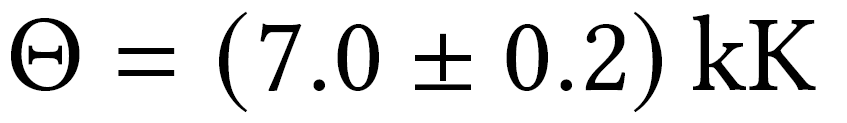 Θ = (7.0 ± 0.2) kK